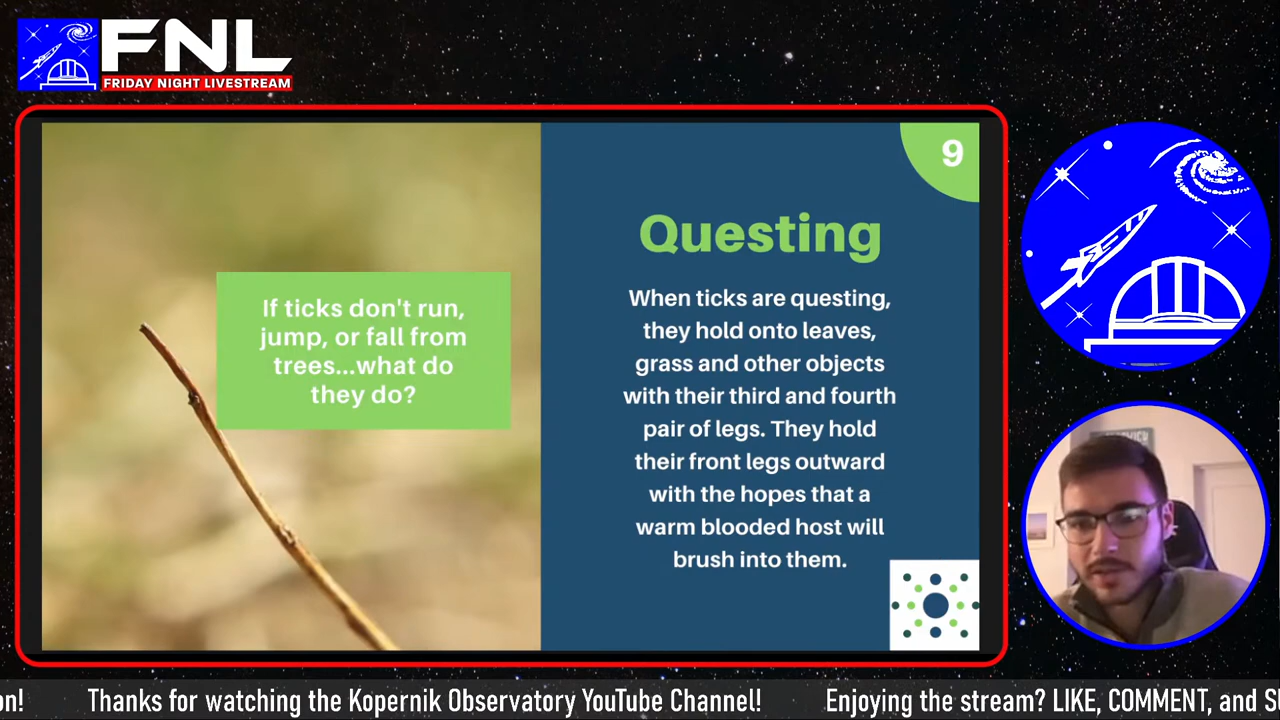 FNL
FRIDAY NIGHT LIVESTREAM
9
If ticks don't run,
jump, or fall from
trees...what do
they do?
Questing
When ticks are questing,
they hold onto leaves,
grass and other objects
with their third and fourth
pair of legs. They hold
their front legs outward
with the hopes that a
warm blooded host will
brush into them.
SETI
on! Thanks for watching the Kopernik Observatory YouTube Channel! Enjoying the stream? LIKE, COMMENT, and